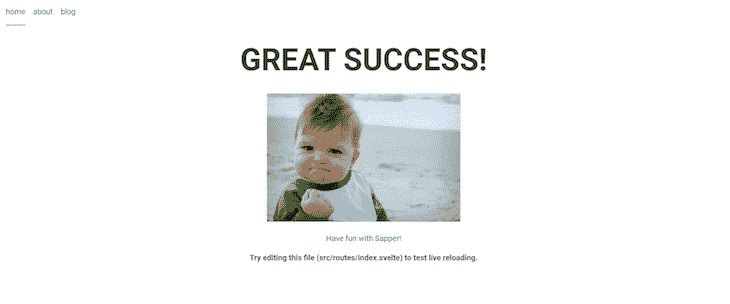 home about blog
GREAT SUCCESS!
Have fun with Sapper!
Try editing this file (src/routes/index.svelte) to test live reloading.